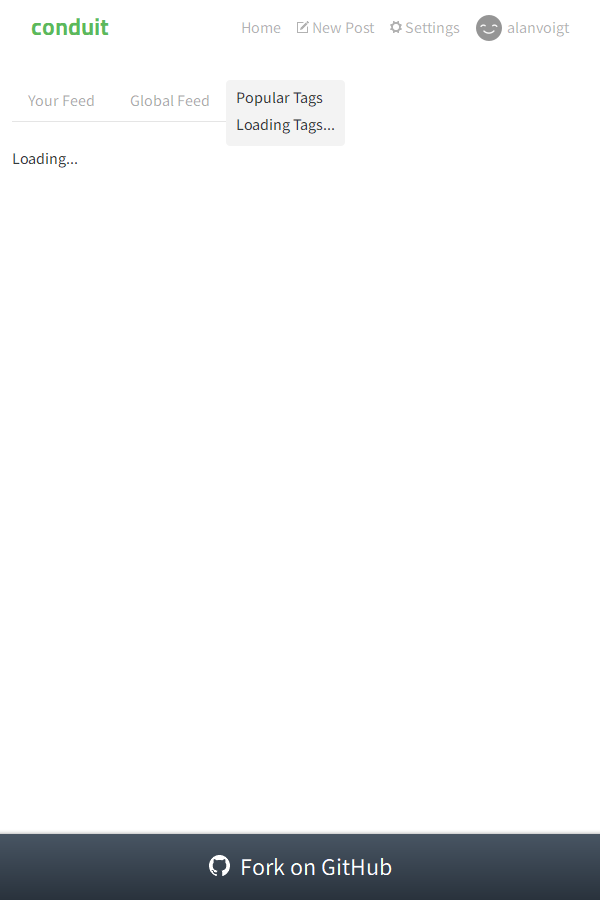 conduit
Home New Post Settings alanvoigt
Your Feed Global Feed
Popular Tags
Loading Tags...
Loading...
Fork on GitHub